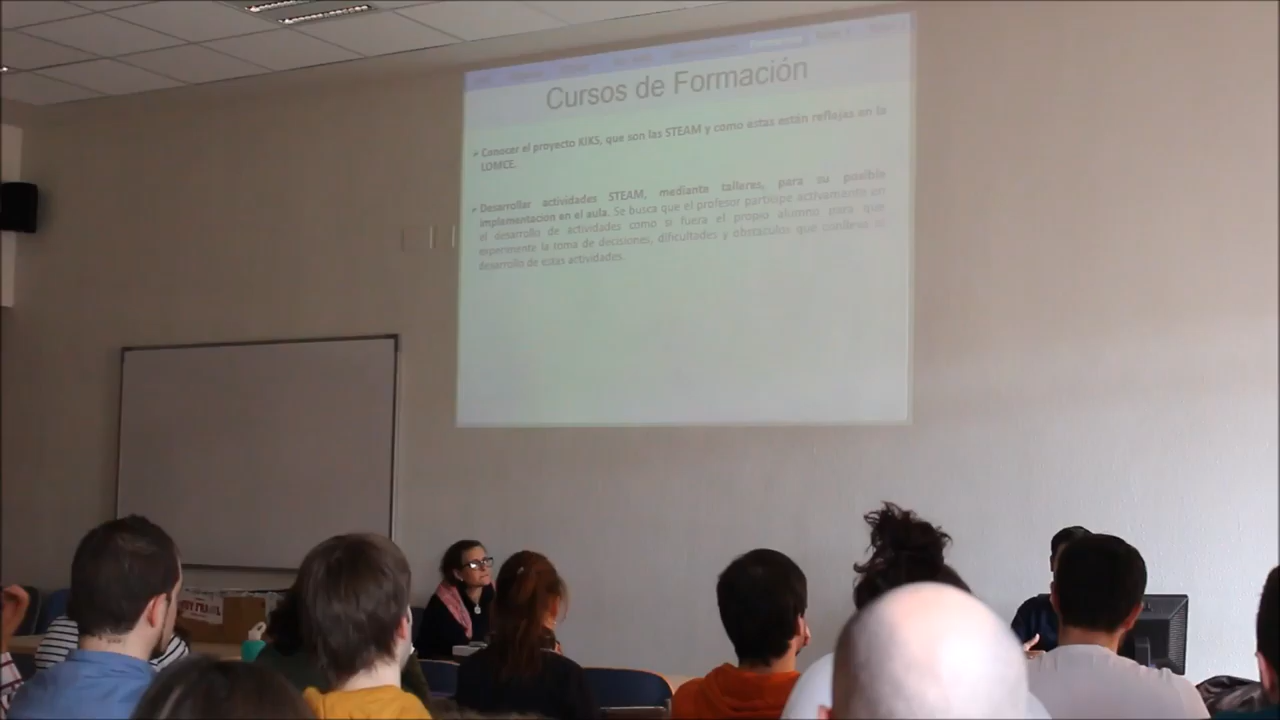 Cursos de Formación
Conocer el proyecto KIKS, que son las STEAM y como estas están reflejas en la
LOMCE.
Desarrollar actividades STEAM, mediante talleres, para su posible
implementacion en el aula. Se busca que el profesor participe activamente en
el desarrollo de actividades como si fuera el propio alumno para que
experimente la toma de decisiones, dificultades y obstaculos que conlleva el
desarrollo de estas actividades.